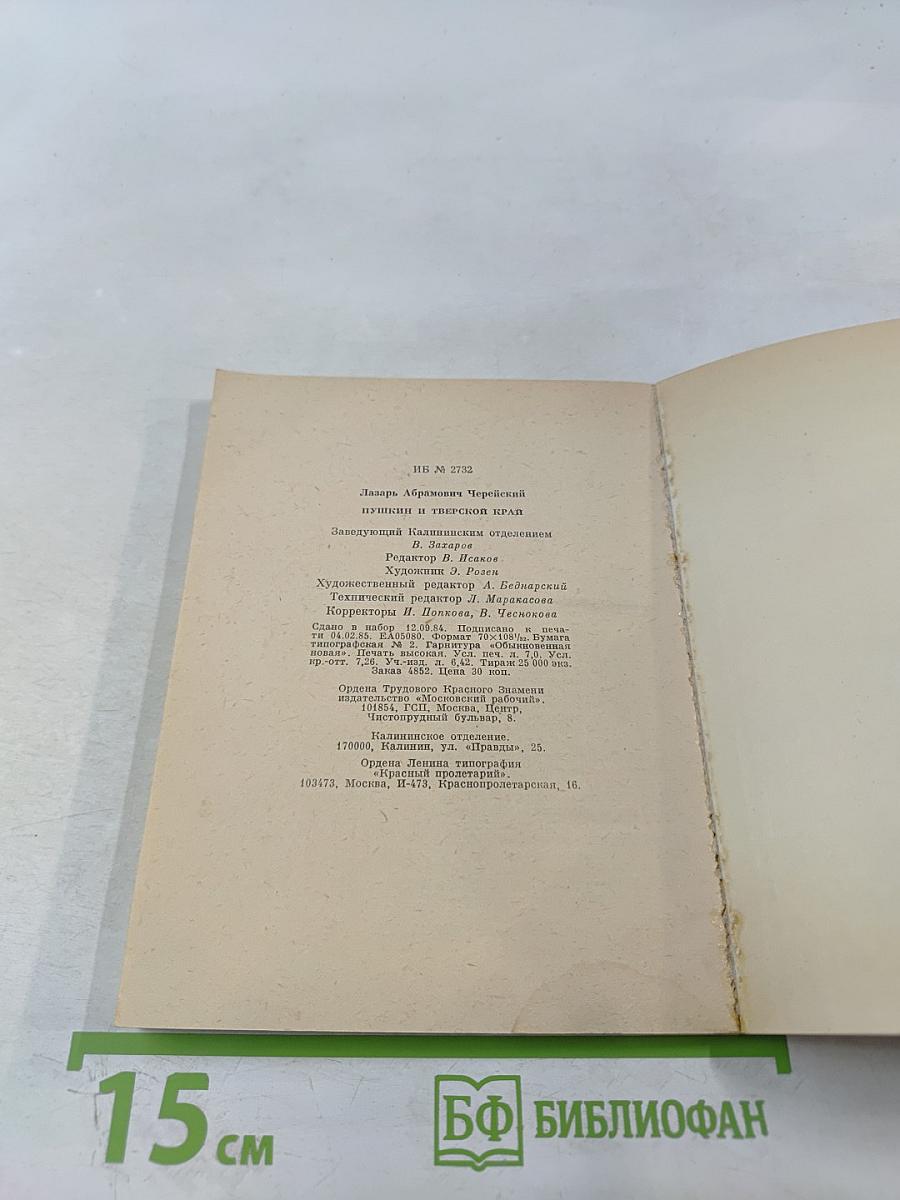 ИБ № 2732
Лазарь Абрамович Черейский
ПУШКИН И ТВЕРСКОЙ КРАЙ
Заведующий Калининским отделением
В. Захаров
Редактор В. Исаков
Художник Э. Розен
Художественный редактор А. Беднарский
Технический редактор Л. Маракасова
Корректоры И. Попкова, В. Чеснокова
Сдано в набор 12.09.84. Подписано к печа-
ти 04.02.85. ЕА05080. Формат 70×108¹/₃₂. Бумага
типографская № 2. Гарнитура «Обыкновенная
новая». Печать высокая. Усл. печ. л. 7,0. Усл.
кр.-отт. 7,26. Уч.-изд. л. 6,42. Тираж 25 000 экз.
Заказ 4852. Цена 30 коп.
Ордена Трудового Красного Знамени
издательство «Московский рабочий».
101854, ГСП, Москва, Центр,
Чистопрудный бульвар, 8.
Калининское отделение.
170000, Калинин, ул. «Правды», 25.
Ордена Ленина типография
«Красный пролетарий».
103473, Москва, И-473, Краснопролетарская, 16.
15 см
БФ БИБЛИОФАН